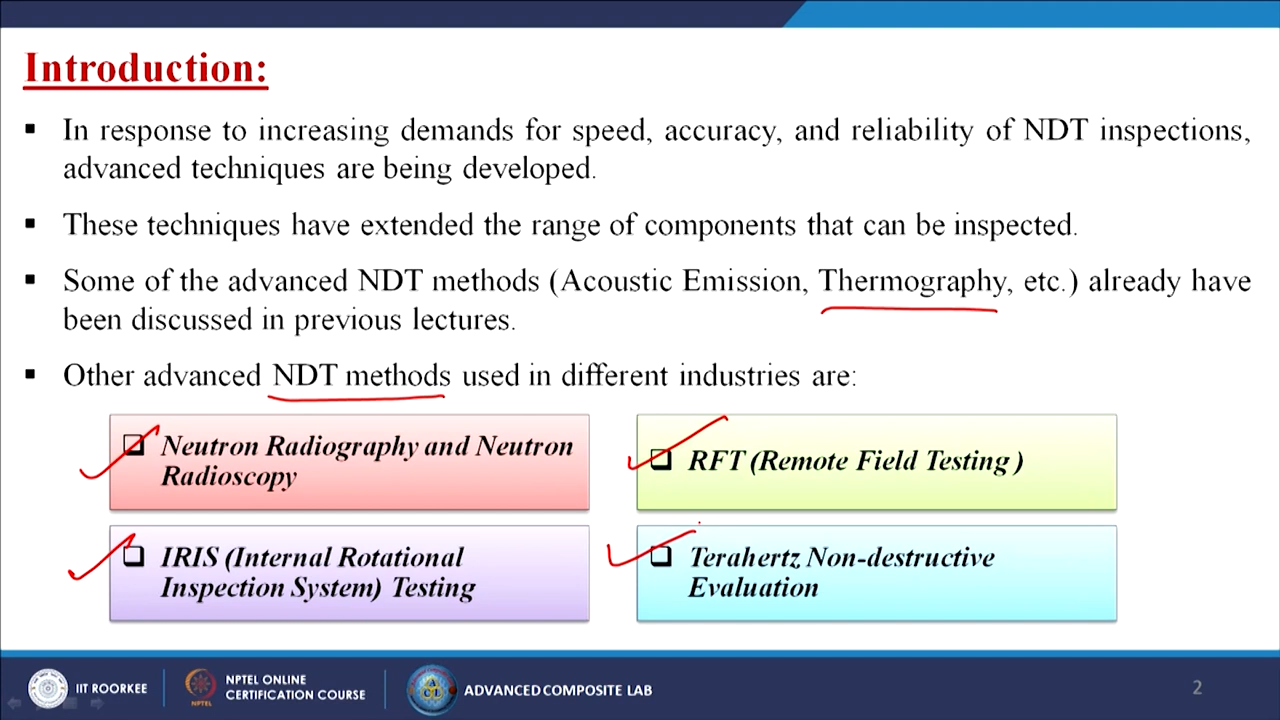 Introduction:
▪ In response to increasing demands for speed, accuracy, and reliability of NDT inspections,
advanced techniques are being developed.
▪ These techniques have extended the range of components that can be inspected.
▪ Some of the advanced NDT methods (Acoustic Emission, Thermography, etc.) already have
been discussed in previous lectures.
▪ Other advanced NDT methods used in different industries are:
❑ Neutron Radiography and Neutron
Radioscopy
❑ RFT (Remote Field Testing )
❑ IRIS (Internal Rotational
Inspection System) Testing
❑ Terahertz Non-destructive
Evaluation
IIT ROORKEE
NPTEL
NPTEL ONLINE
CERTIFICATION COURSE
ACL
ADVANCED COMPOSITE LAB
2